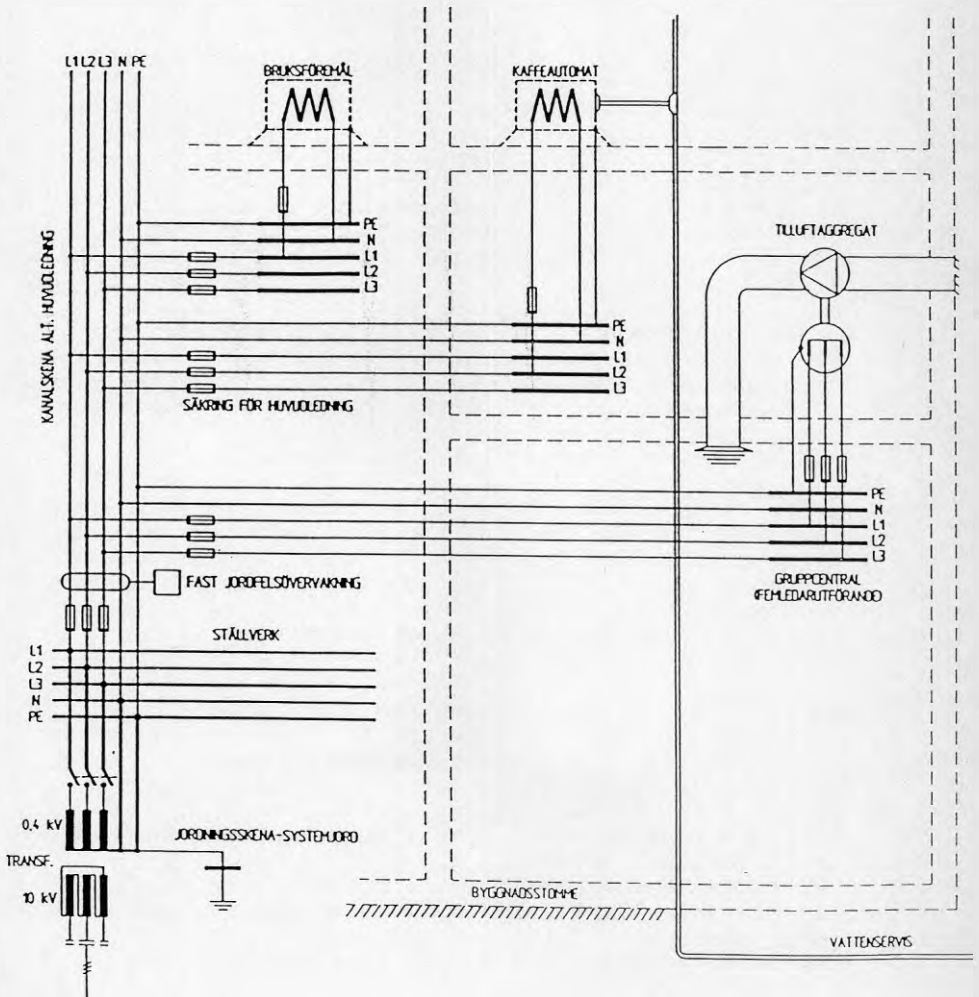 L1 L2 L3 N PE
BRUKSFÖREMÅL
KAFFEAUTOMAT
KANALSKENA ALT. HUVUDLEDNING
PE
N
L1
L2
L3
TILLUFTAGGREGAT
PE
N
L1
L2
L3
SÄKRING FÖR HUVUDLEDNING
PE
N
L1
L2
L3
GRUPPCENTRAL
(FEMLEDARUTFÖRANDE)
FAST JORDFELSÖVERVAKNING
STÄLLVERK
L1
L2
L3
N
PE
0,4 kV
JORDNINGSSKENA-SYSTEMJORD
TRANSF.
10 kV
BYGGNADSSTOMME
VATTENSERVIS